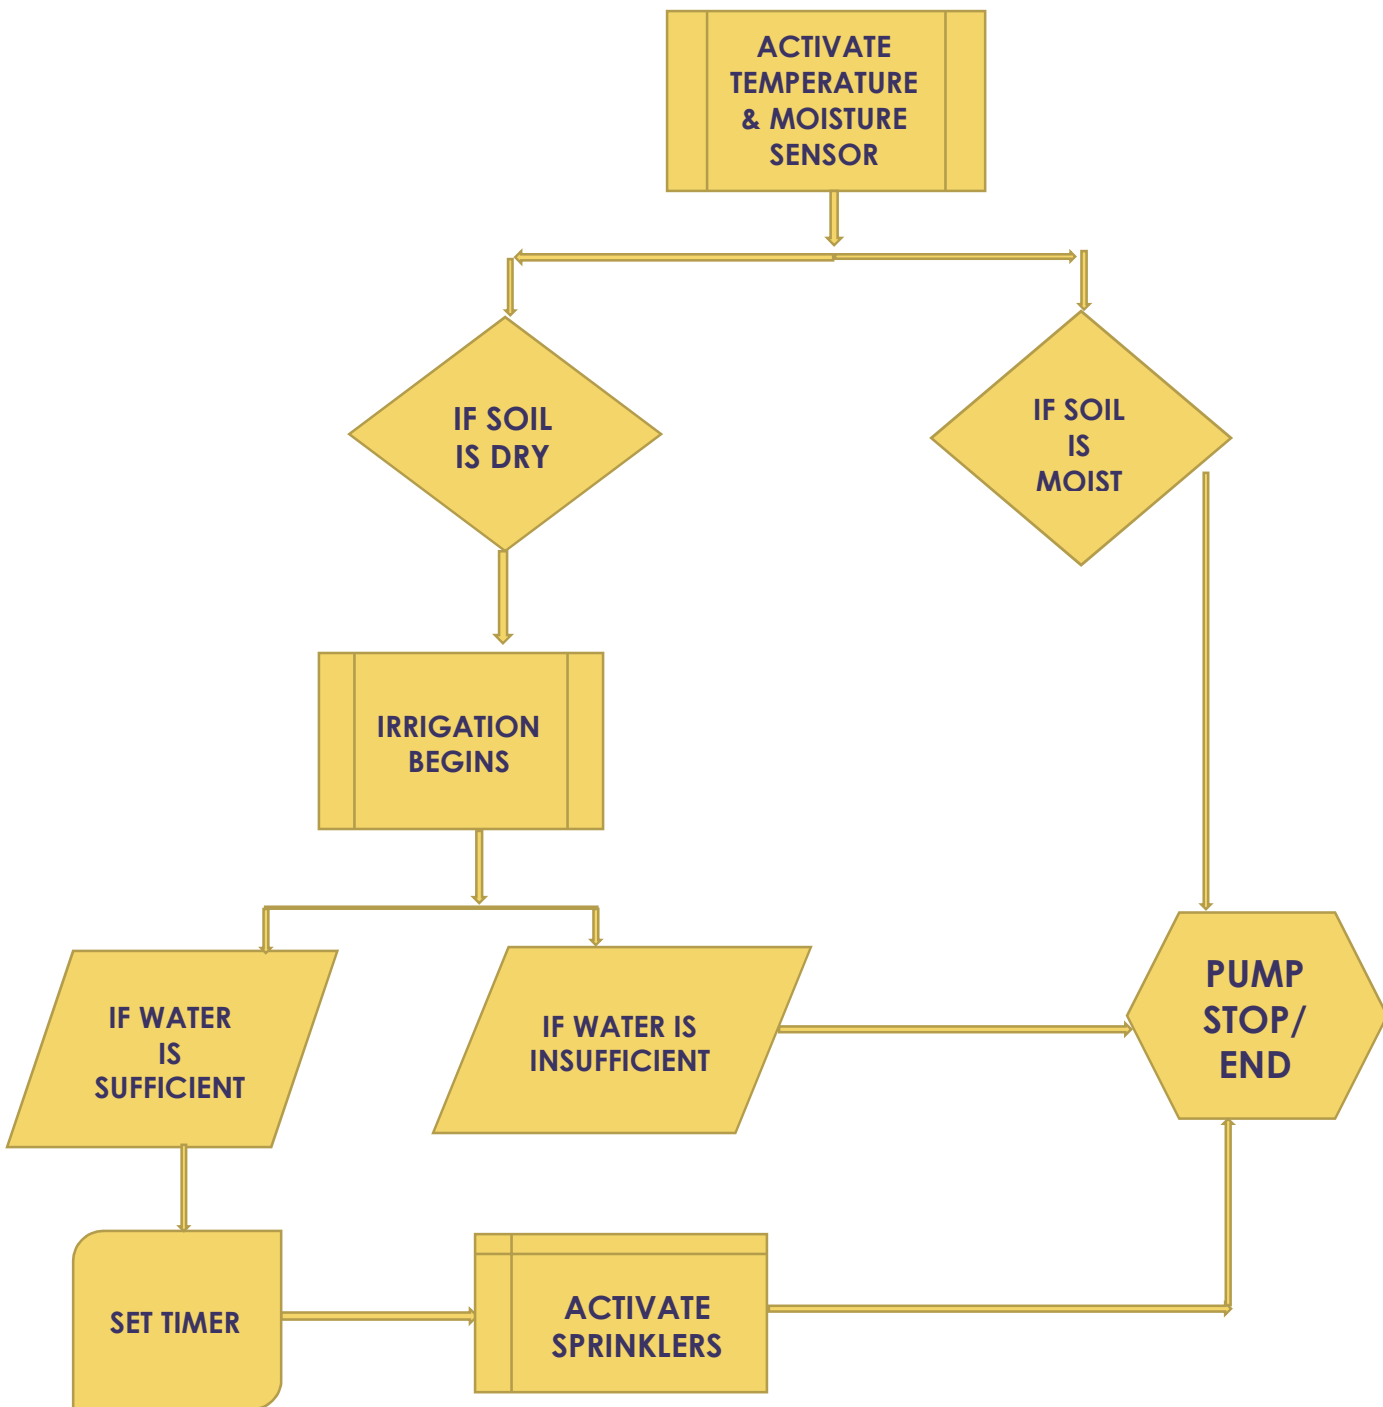 ACTIVATE
TEMPERATURE
& MOISTURE
SENSOR
IF SOIL
IS DRY
IF SOIL
IS
MOIST
IRRIGATION
BEGINS
IF WATER
IS
SUFFICIENT
IF WATER IS
INSUFFICIENT
PUMP
STOP/
END
SET TIMER
ACTIVATE
SPRINKLERS